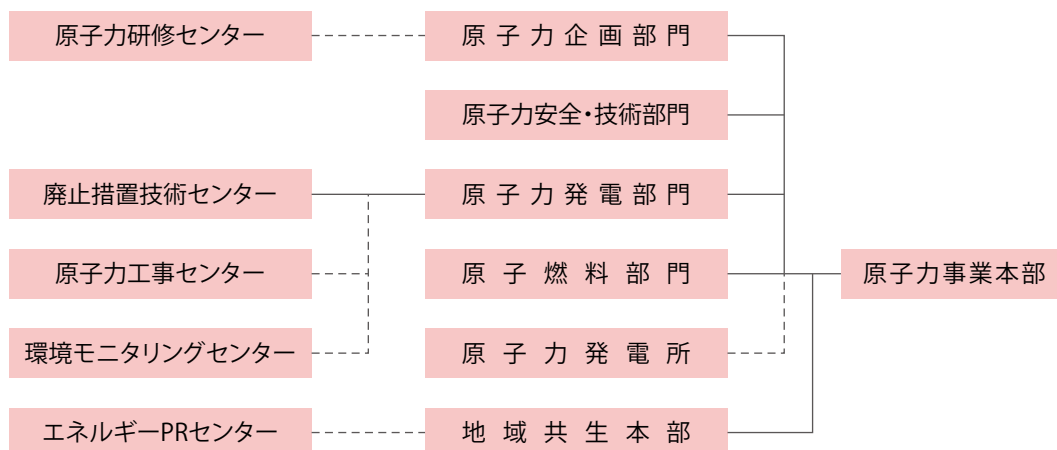 原子力研修センター
原子力企画部門
原子力安全・技術部門
廃止措置技術センター
原子力発電部門
原子力工事センター
原子燃料部門
原子力事業本部
環境モニタリングセンター
原子力発電所
エネルギーPRセンター
地域共生本部